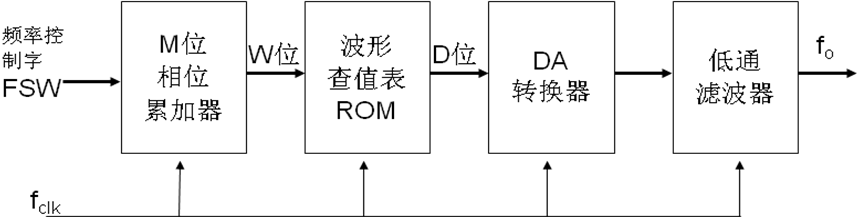 频率控
制字
FSW
M位
相位
累加器
W位
波形
查值表
ROM
D位
DA
转换器
低通
滤波器
fo
fclk